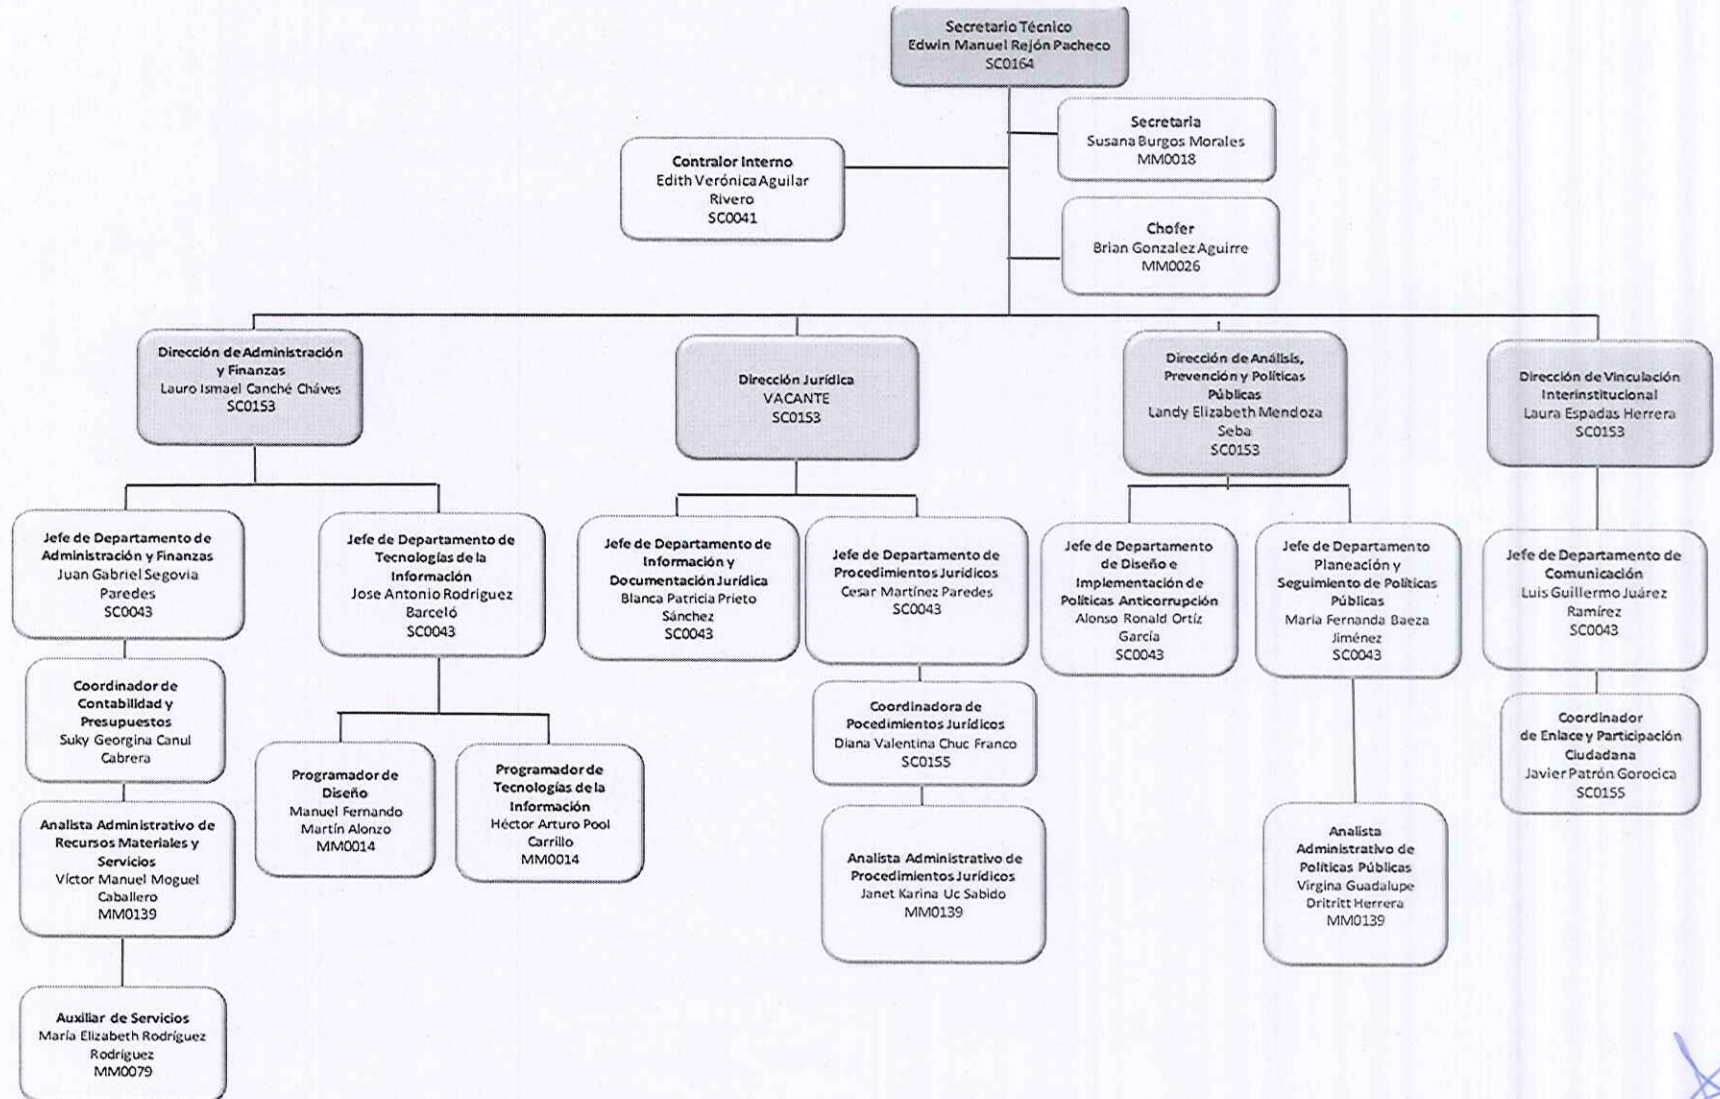 Secretario Técnico
Edwin Manuel Rejón Pacheco
SC0164
Secretaria
Susana Burgos Morales
MM0018
Contralor Interno
Edith Verónica Aguilar
Rivero
SC0041
Chofer
Brian Gonzalez Aguirre
MM0026
Dirección de Administración
y Finanzas
Lauro Ismael Canché Cháves
SC0153
Dirección Jurídica
VACANTE
SC0153
Dirección de Análisis,
Prevención y Políticas
Públicas
Landy Elizabeth Mendoza
Seba
SC0153
Dirección de Vinculación
Interinstitucional
Laura Espadas Herrera
SC0153
Jefe de Departamento de
Administración y Finanzas
Juan Gabriel Segovia
Paredes
SC0043
Jefe de Departamento de
Tecnologías de la
Información
Jose Antonio Rodriguez
Barceló
SC0043
Jefe de Departamento de
Información y
Documentación Jurídica
Blanca Patricia Prieto
Sánchez
SC0043
Jefe de Departamento de
Procedimientos Jurídicos
Cesar Martínez Paredes
SC0043
Jefe de Departamento
de Diseño e
Implementación de
Políticas Anticorrupción
Alonso Ronald Ortíz
García
SC0043
Jefe de Departamento
Planeación y
Seguimiento de Políticas
Públicas
María Fernanda Baeza
Jiménez
SC0043
Jefe de Departamento de
Comunicación
Luis Guillermo Juárez
Ramírez
SC0043
Coordinador de
Contabilidad y
Presupuestos
Suky Georgina Canul
Cabrera
Programador de
Diseño
Manuel Fernando
Martín Alonzo
MM0014
Programador de
Tecnologías de la
Información
Héctor Arturo Pool
Carrillo
MM0014
Coordinadora de
Pocedimientos Jurídicos
Diana Valentina Chuc Franco
SC0155
Coordinador
de Enlace y Participación
Ciudadana
Javier Patrón Gorocica
SC0155
Analista Administrativo de
Recursos Materiales y
Servicios
Víctor Manuel Moguel
Caballero
MM0139
Analista Administrativo de
Procedimientos Jurídicos
Janet Karina Uc Sabido
MM0139
Analista
Administrativo de
Políticas Públicas
Virgina Guadalupe
Dritritt Herrera
MM0139
Auxiliar de Servicios
María Elizabeth Rodríguez
Rodríguez
MM0079